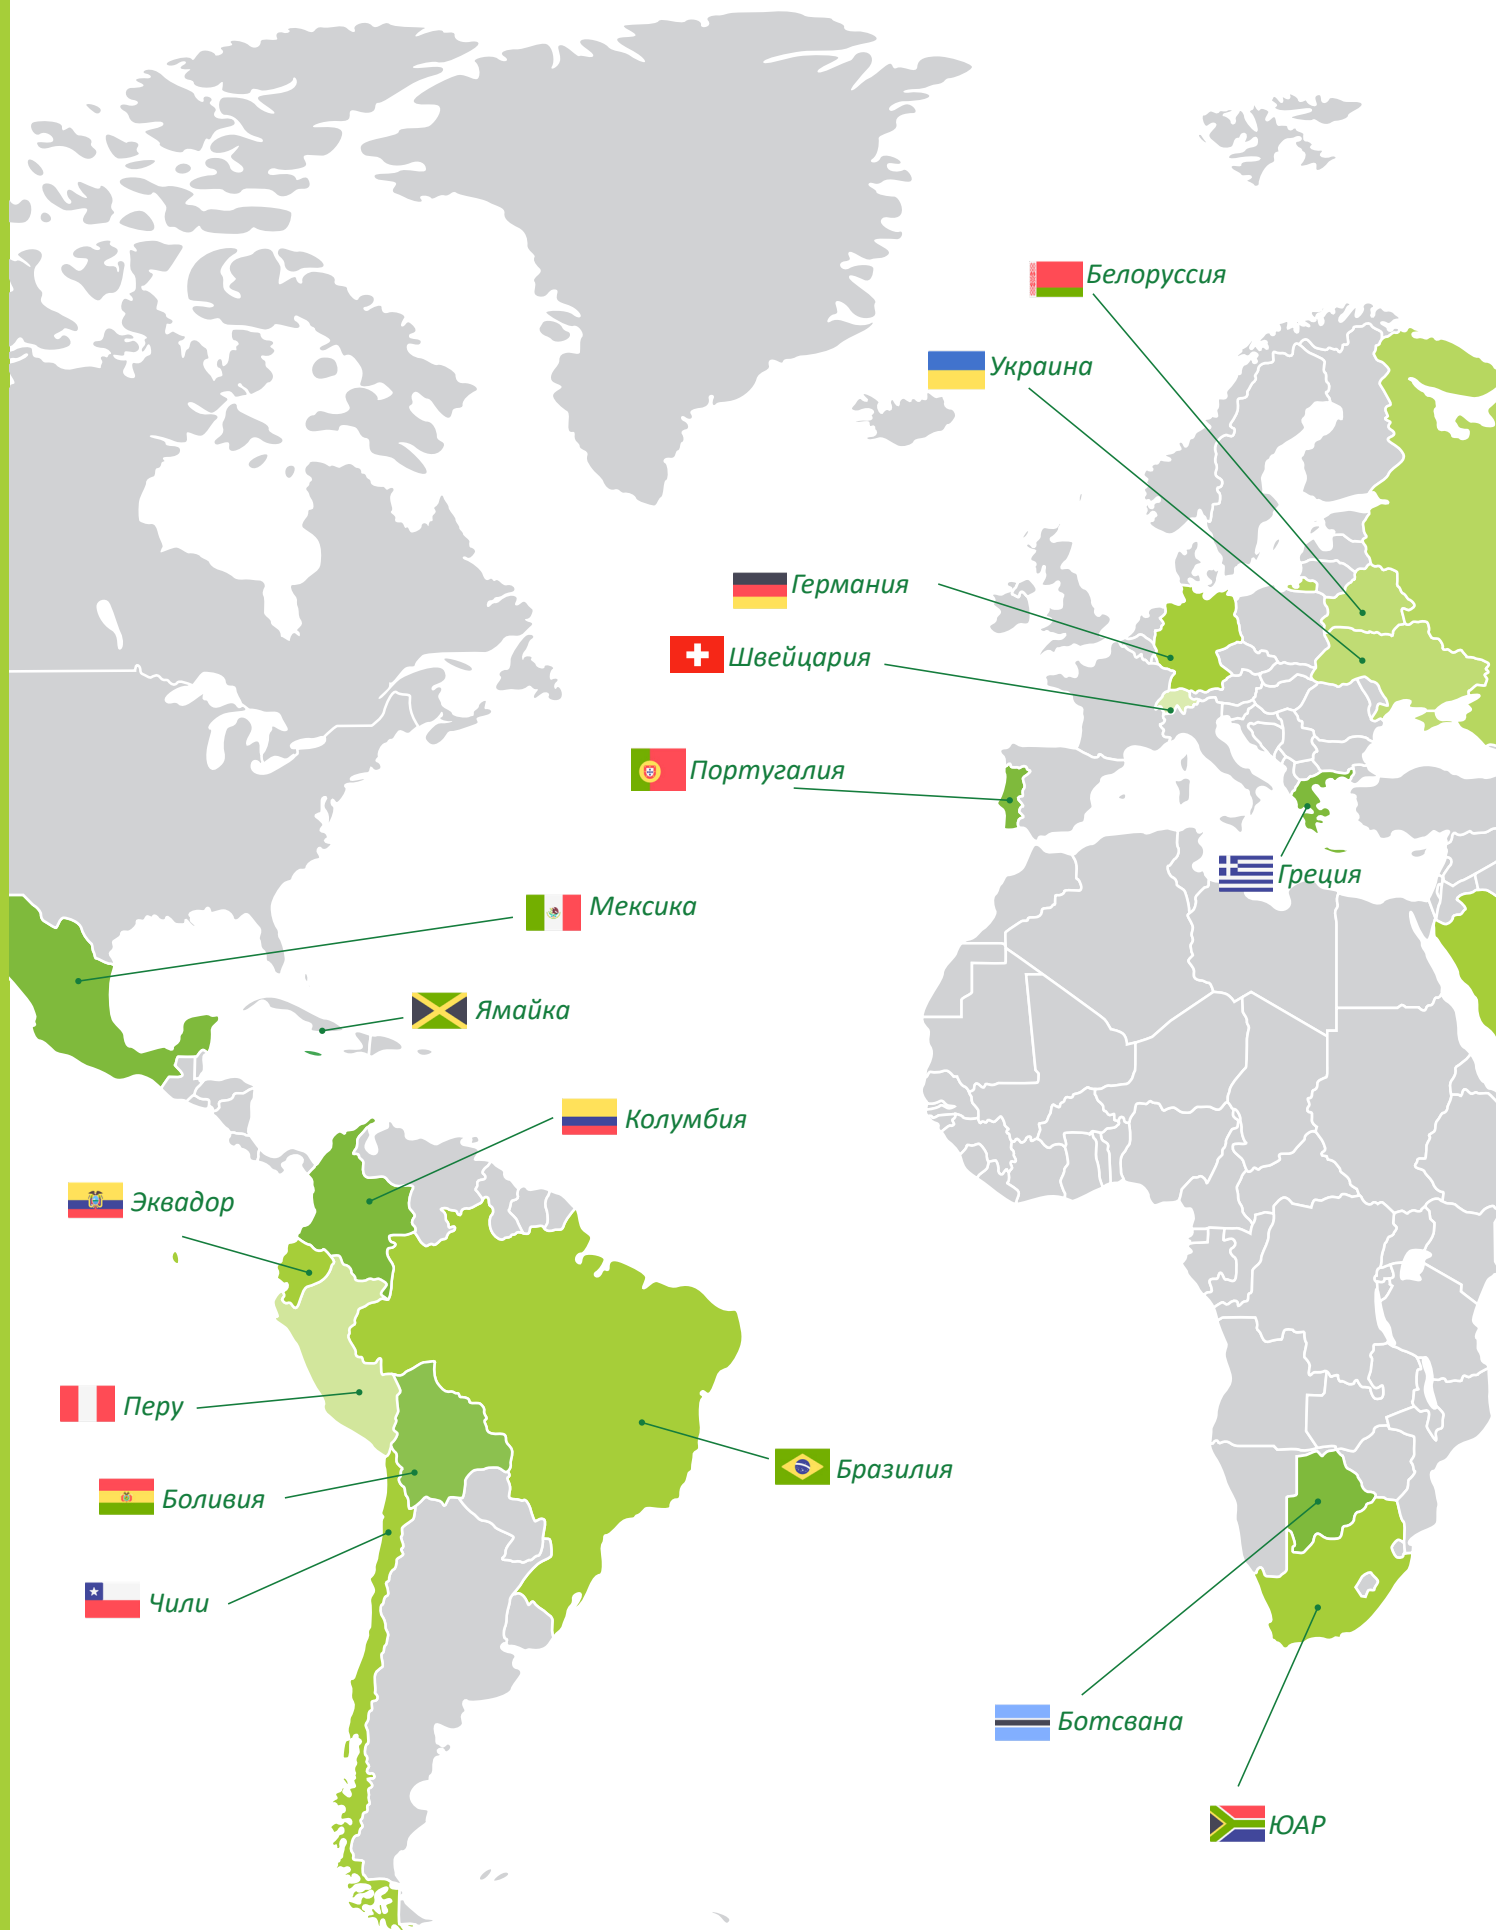 Белоруссия
Украина
Германия
Швейцария
Португалия
Греция
Мексика
Ямайка
Колумбия
Эквадор
Перу
Бразилия
Боливия
Чили
Ботсвана
ЮАР